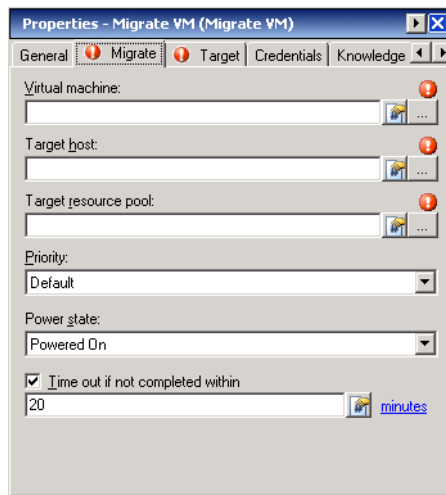 Properties - Migrate VM (Migrate VM)
General Migrate Target Credentials Knowledge
Virtual machine:
...
Target host:
...
Target resource pool:
...
Priority:
Default
Power state:
Powered On
Time out if not completed within
20 minutes